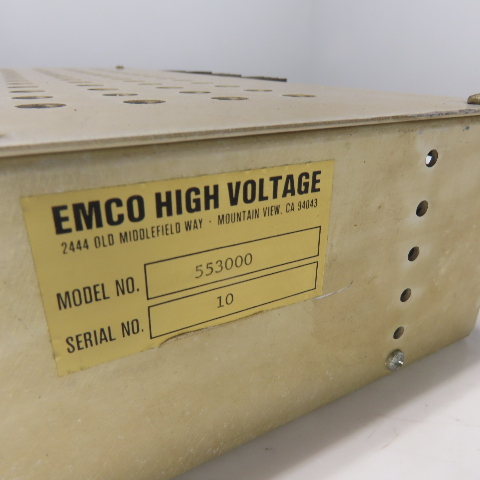 EMCO HIGH VOLTAGE
2444 OLD MIDDLEFIELD WAY · MOUNTAIN VIEW, CA 94043
MODEL NO. 553000
SERIAL NO. 10